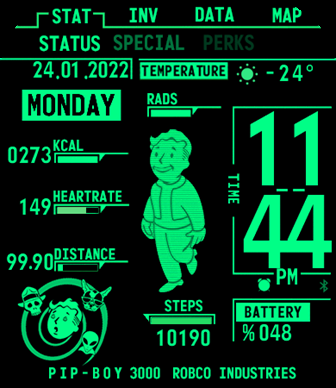 STAT INV DATA MAP
STATUS SPECIAL PERKS
24.01.2022 TEMPERATURE -24°
MONDAY
RADS
11
44
PM
TIME
KCAL
0273
HEARTRATE
149
DISTANCE
99.90
STEPS
10190
BATTERY
%048
PIP-BOY 3000 ROBCO INDUSTRIES